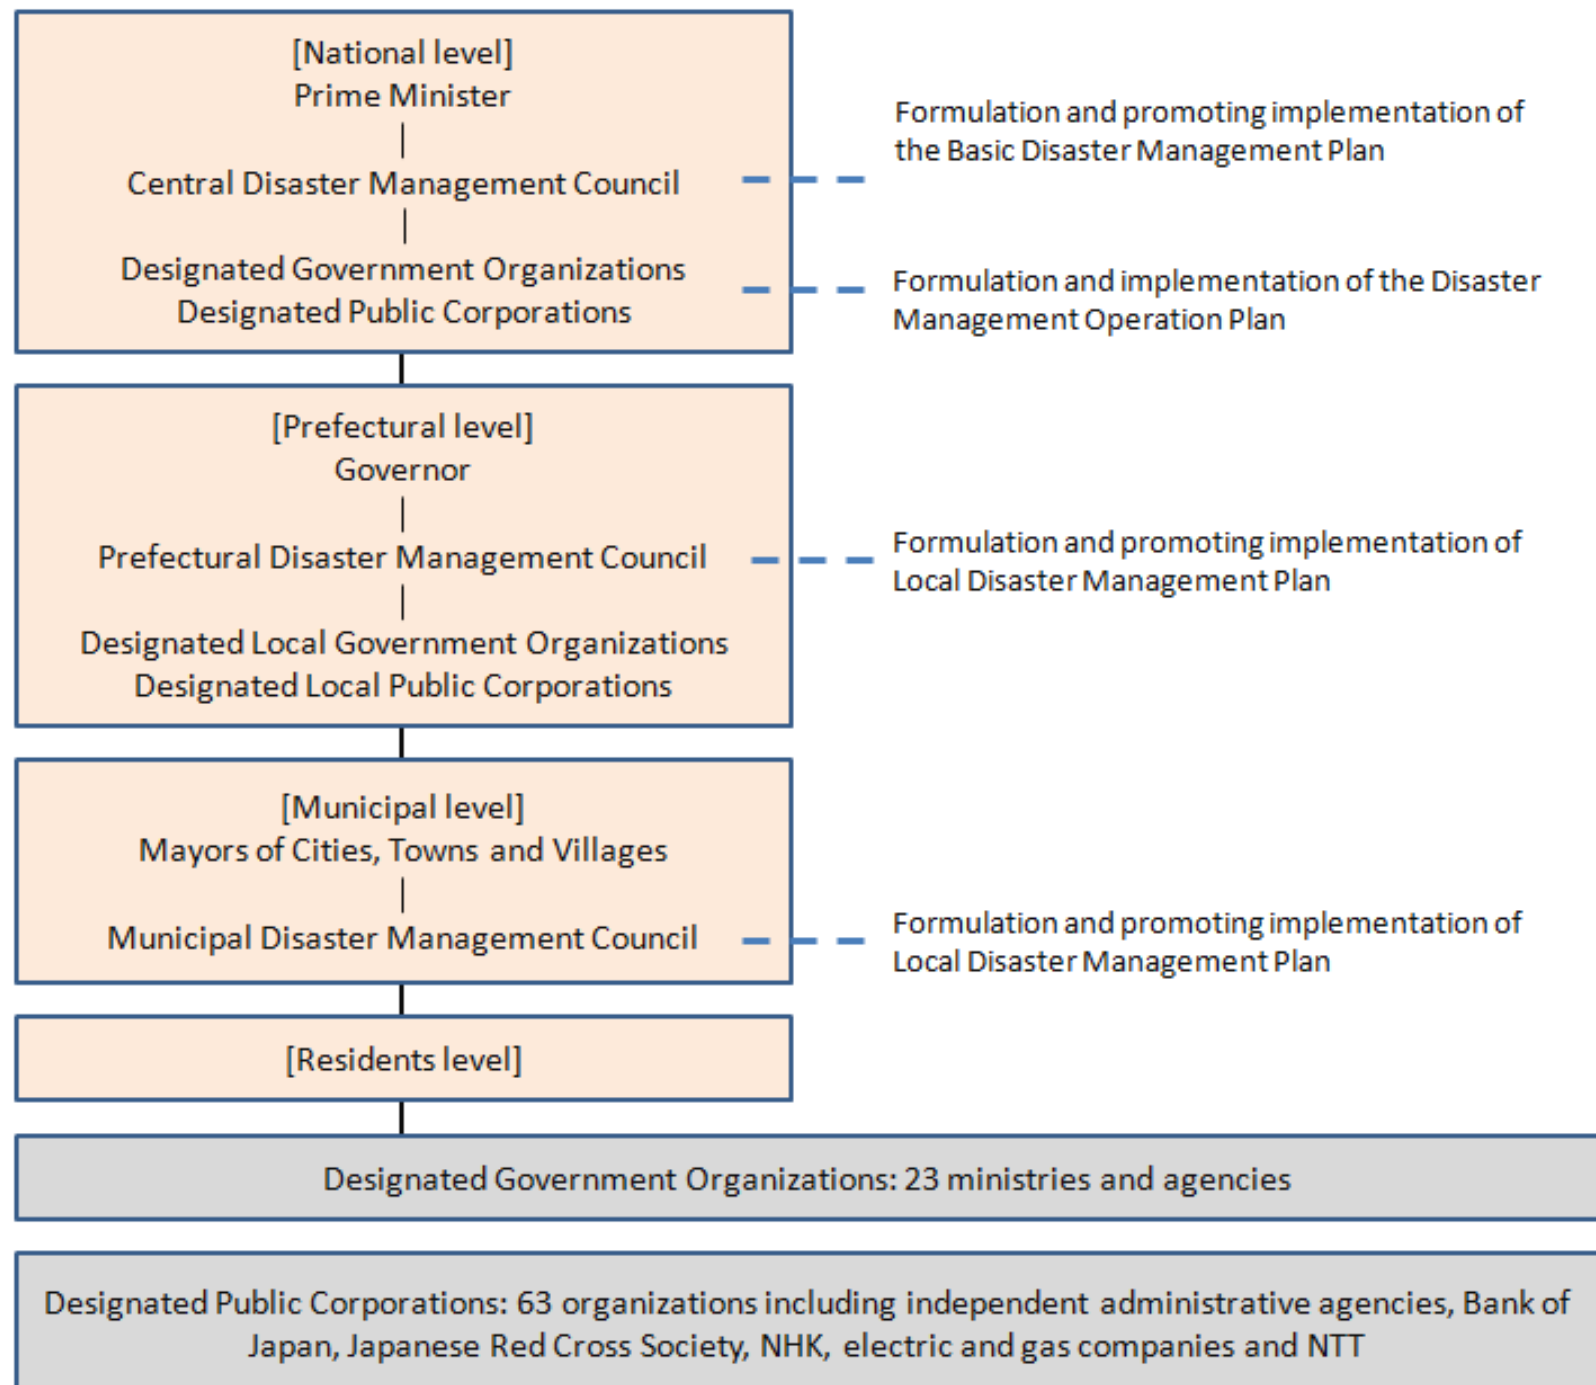 [National level]
Prime Minister
Central Disaster Management Council
Designated Government Organizations
Designated Public Corporations
Formulation and promoting implementation of
the Basic Disaster Management Plan
Formulation and implementation of the Disaster
Management Operation Plan
[Prefectural level]
Governor
Prefectural Disaster Management Council
Designated Local Government Organizations
Designated Local Public Corporations
Formulation and promoting implementation of
Local Disaster Management Plan
[Municipal level]
Mayors of Cities, Towns and Villages
Municipal Disaster Management Council
Formulation and promoting implementation of
Local Disaster Management Plan
[Residents level]
Designated Government Organizations: 23 ministries and agencies
Designated Public Corporations: 63 organizations including independent administrative agencies, Bank of
Japan, Japanese Red Cross Society, NHK, electric and gas companies and NTT